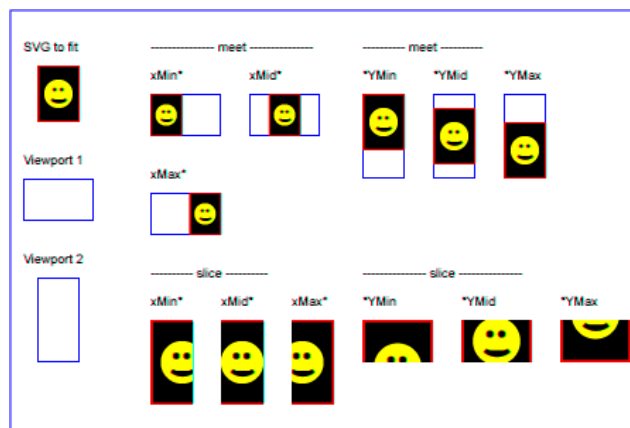 SVG to fit
--------------- meet ---------------
--------- meet ----------
xMin*
xMid*
*YMin
*YMid
*YMax
Viewport 1
xMax*
Viewport 2
---------- slice ----------
--------------- slice ---------------
xMin*
xMid*
xMax*
*YMin
*YMid
*YMax